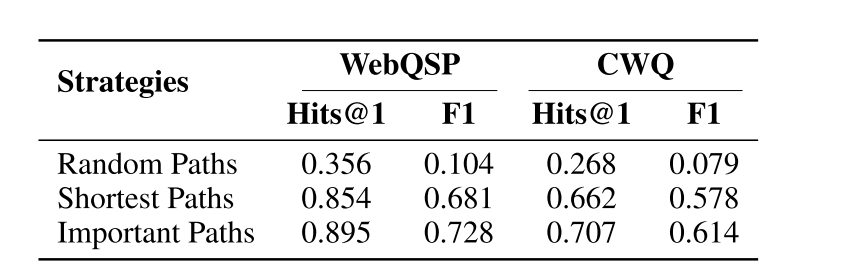 Strategies WebQSP CWQ
Hits@1 F1 Hits@1 F1
Random Paths 0.356 0.104 0.268 0.079
Shortest Paths 0.854 0.681 0.662 0.578
Important Paths 0.895 0.728 0.707 0.614